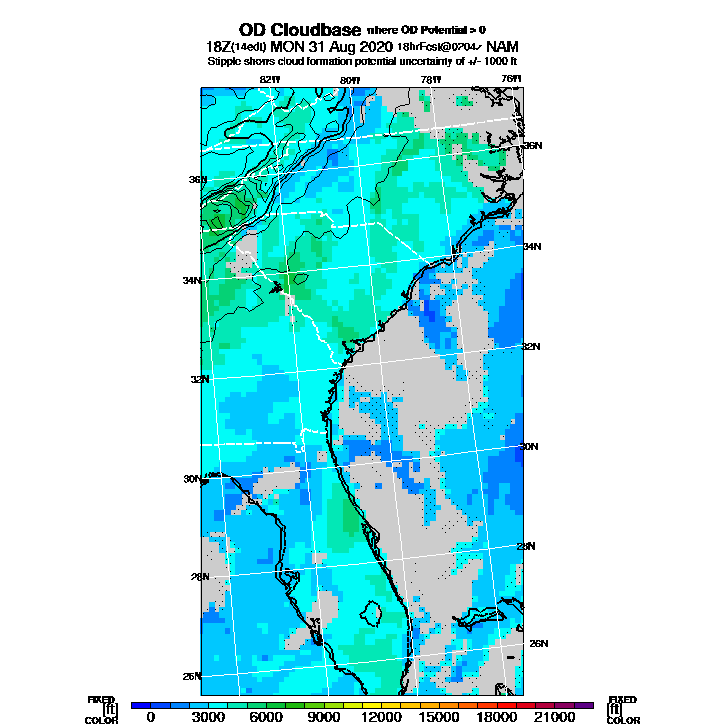 OD Cloudbase where OD Potential > 0
18Z(14edt) MON 31 Aug 2020 18hrFcst@0704z NAM
Stipple shows cloud formation potential uncertainty of +/- 1000 ft
82W 80W 78W 76W
36N
36N
34N
34N
32N
32N
30N
30N
28N
28N
26N
26N
FIXED [ft] COLOR
0 3000 6000 9000 12000 15000 18000 21000
FIXED [ft] COLOR